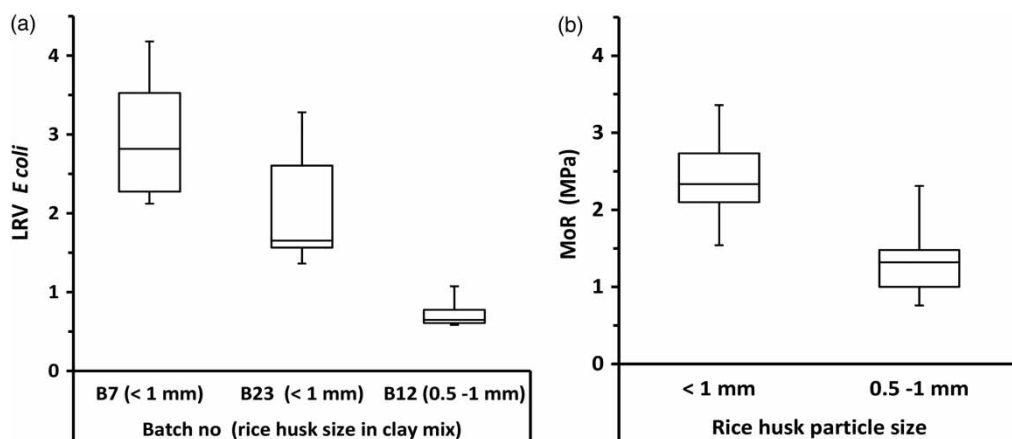 (a)
LRV E coli
4
3
2
1
0
B7 (< 1 mm) B23 (< 1 mm) B12 (0.5 -1 mm)
Batch no (rice husk size in clay mix)
(b)
MoR (MPa)
4
3
2
1
0
< 1 mm 0.5 -1 mm
Rice husk particle size